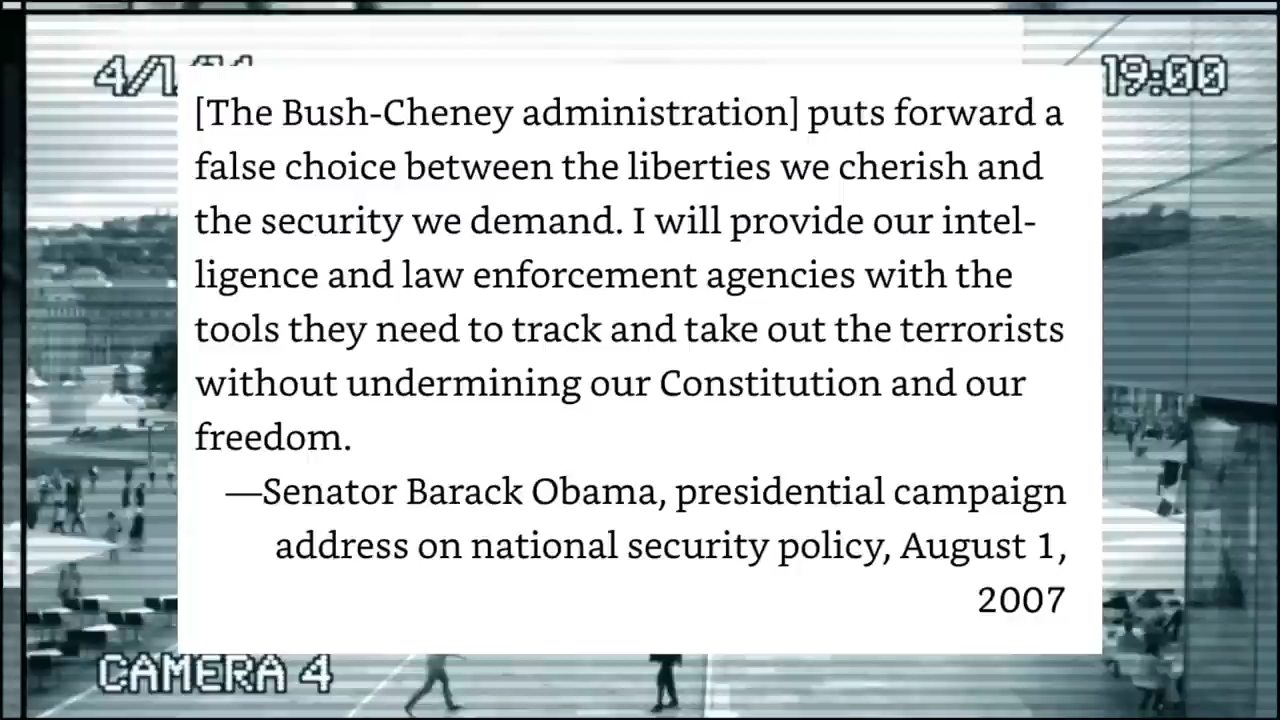 19:00
[The Bush-Cheney administration] puts forward a
false choice between the liberties we cherish and
the security we demand. I will provide our intel-
ligence and law enforcement agencies with the
tools they need to track and take out the terrorists
without undermining our Constitution and our
freedom.
—Senator Barack Obama, presidential campaign
address on national security policy, August 1,
2007
CAMERA 4